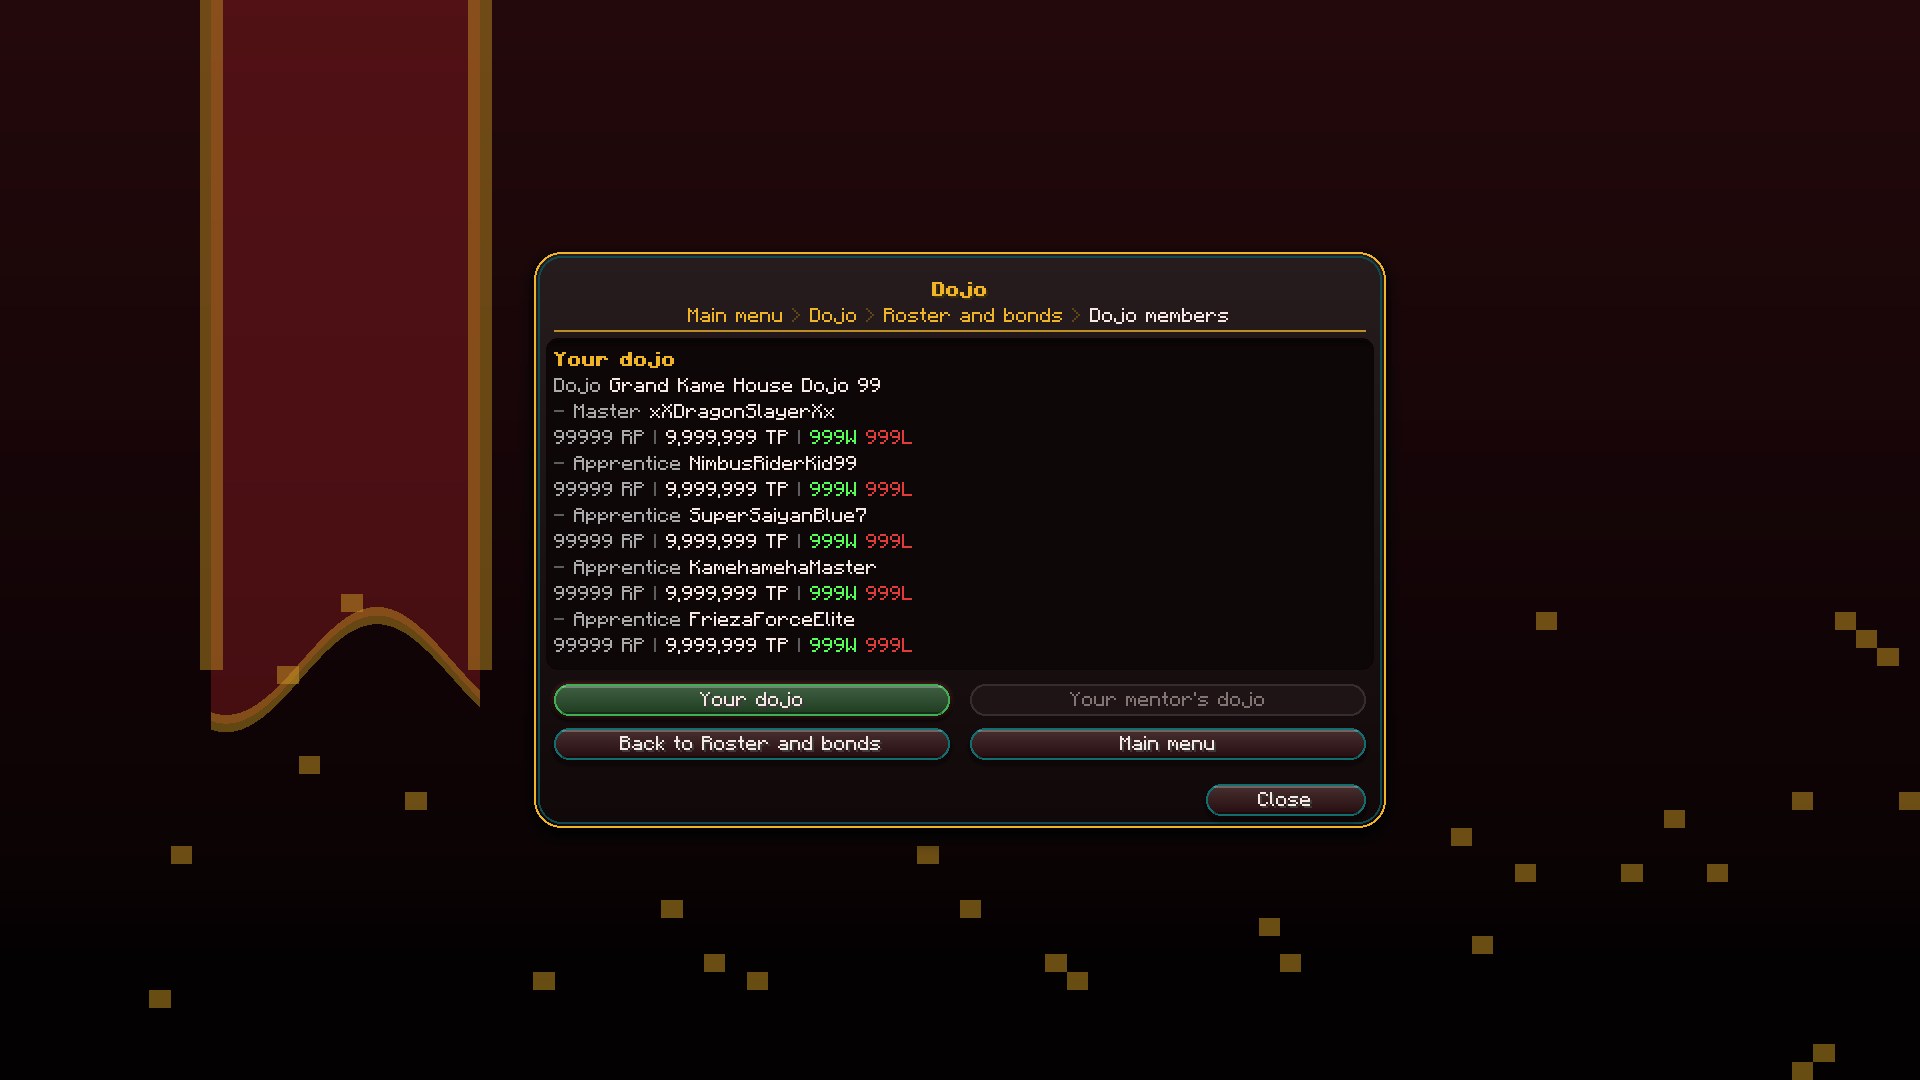 Dojo
Main menu > Dojo > Roster and bonds > Dojo members
Your dojo
Dojo Grand Kame House Dojo 99
- Master xXDragonSlayerXx
99999 RP | 9,999,999 TP | 999W 999L
- Apprentice NimbusRiderKid99
99999 RP | 9,999,999 TP | 999W 999L
- Apprentice SuperSaiyanBlue7
99999 RP | 9,999,999 TP | 999W 999L
- Apprentice KamehamehaMaster
99999 RP | 9,999,999 TP | 999W 999L
- Apprentice FriezaForceElite
99999 RP | 9,999,999 TP | 999W 999L
Your dojo
Your mentor's dojo
Back to Roster and bonds
Main menu
Close